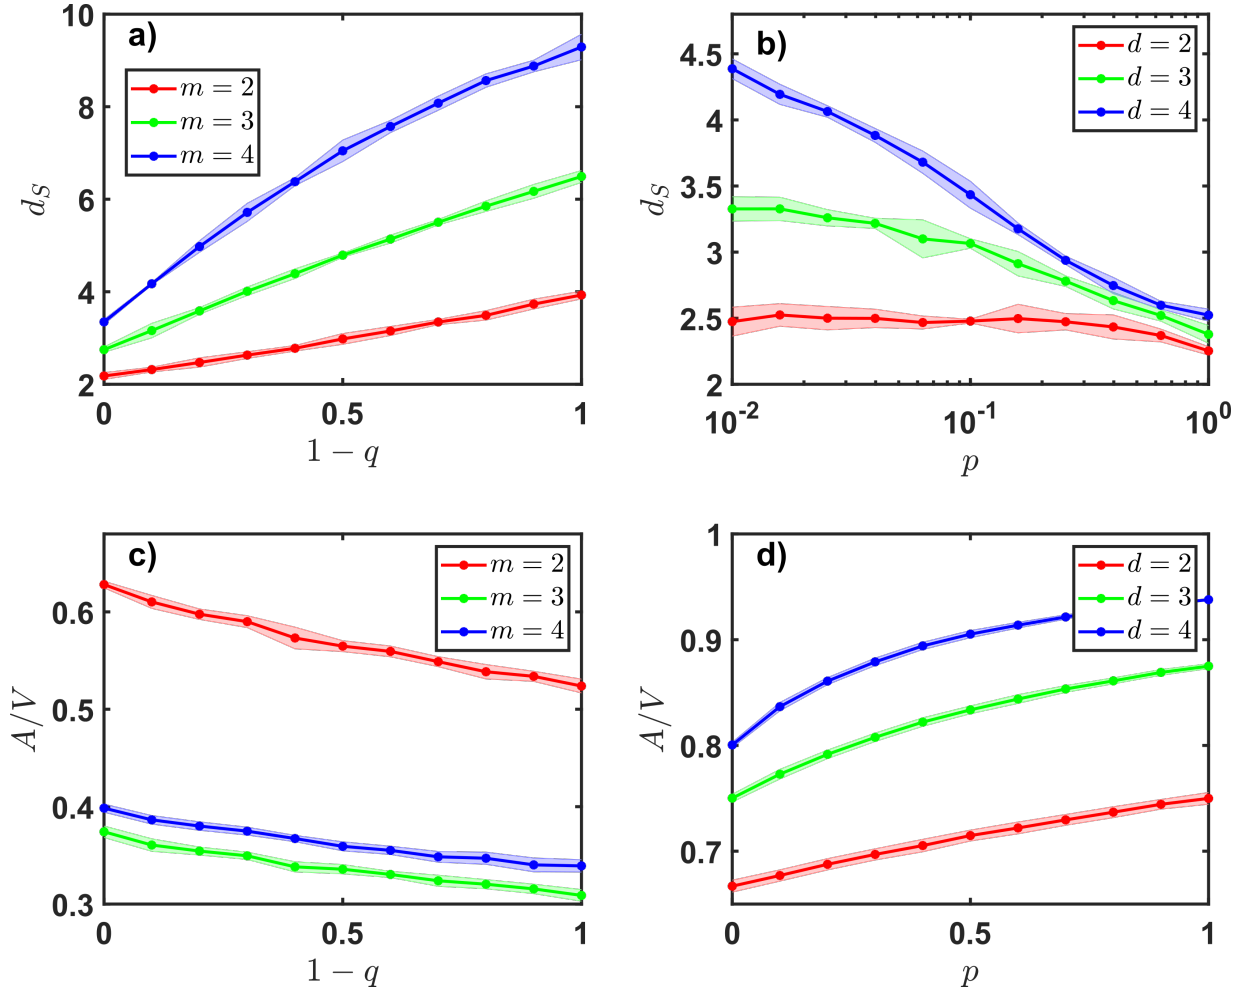 a)
10
8
6
4
2
d_S
0
0.5
1
1 − q
m = 2
m = 3
m = 4
b)
4.5
4
3.5
3
2.5
2
d_S
10^-2
10^-1
10^0
p
d = 2
d = 3
d = 4
c)
0.6
0.5
0.4
0.3
A/V
0
0.5
1
1 − q
m = 2
m = 3
m = 4
d)
1
0.9
0.8
0.7
A/V
0
0.5
1
p
d = 2
d = 3
d = 4